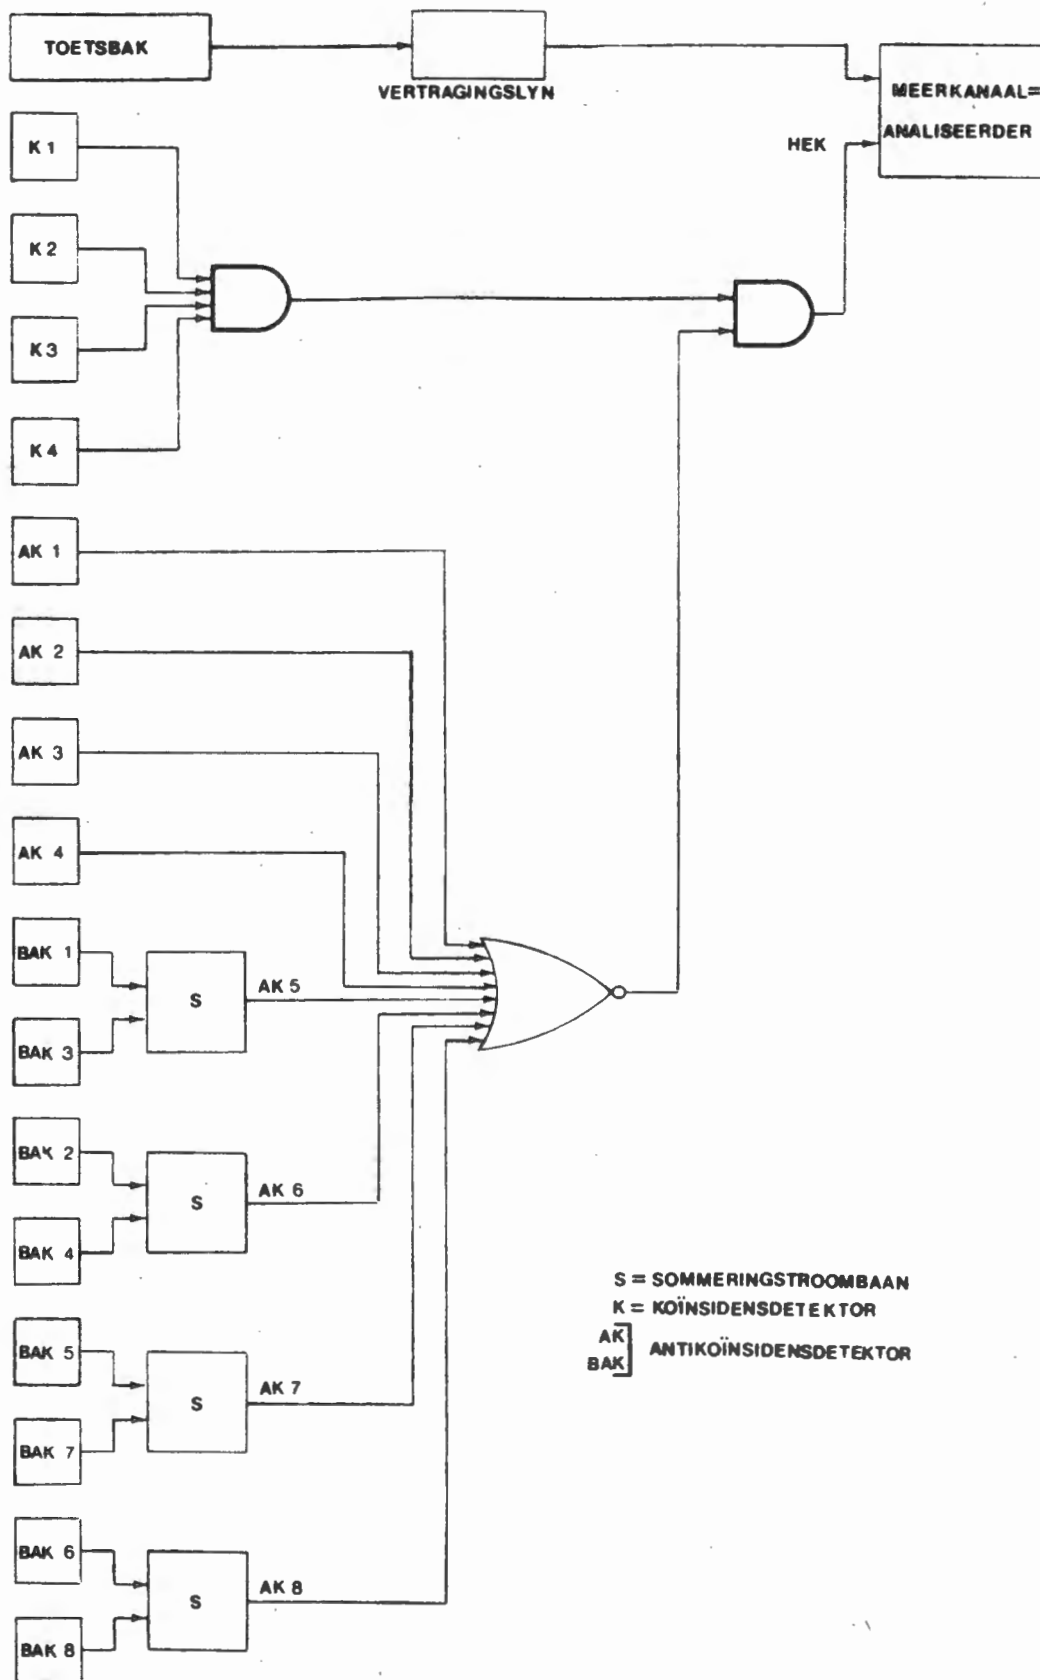 TOETSBAK
VERTRAGINGSLYN
MEERKANAAL=
ANALISEERDER
HEK
K 1
K 2
K 3
K 4
AK 1
AK 2
AK 3
AK 4
BAK 1
BAK 3
S
AK 5
BAK 2
BAK 4
S
AK 6
BAK 5
BAK 7
S
AK 7
BAK 6
BAK 8
S
AK 8
S = SOMMERINGSTROOMBAAN
K = KOÏNSIDENSDETEKTOR
AK
BAK
ANTIKOÏNSIDENSDETEKTOR